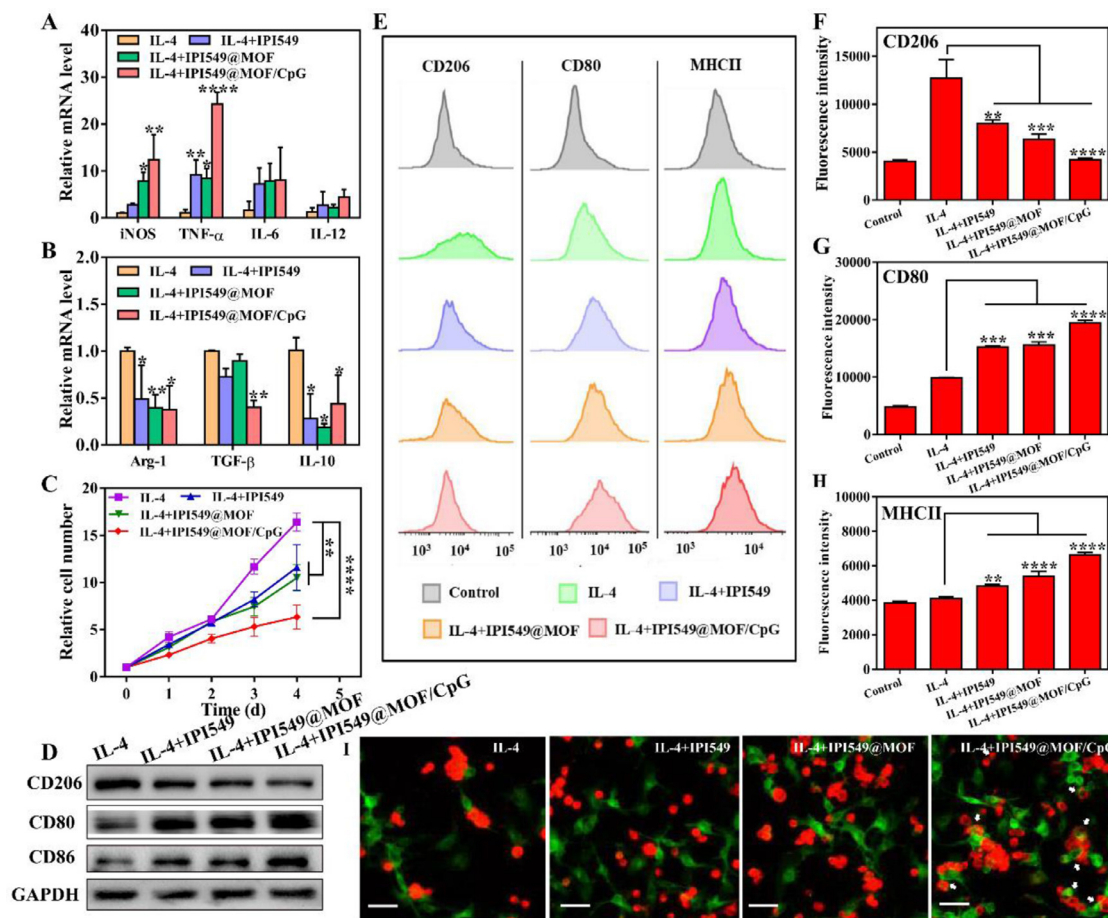 A
IL-4 IL-4+IPI549
IL-4+IPI549@MOF
IL-4+IPI549@MOF/CpG
Relative mRNA level
40
30
20
10
0
* ** ** * ****
iNOS TNF-α IL-6 IL-12
B
IL-4 IL-4+IPI549
IL-4+IPI549@MOF
IL-4+IPI549@MOF/CpG
Relative mRNA level
2.0
1.5
1.0
0.5
0.0
* ** * ** * *
Arg-1 TGF-β IL-10
C
IL-4 IL-4+IPI549
IL-4+IPI549@MOF
IL-4+IPI549@MOF/CpG
Relative cell number
20
15
10
5
0
** ****
0 1 2 3 4 5
Time (d)
D
IL-4 IL-4+IPI549 IL-4+IPI549@MOF IL-4+IPI549@MOF/CpG
CD206
CD80
CD86
GAPDH
E
CD206 CD80 MHCII
10³ 10⁴ 10⁵ 10³ 10⁴ 10⁵ 10³ 10⁴
Control IL-4 IL-4+IPI549
IL-4+IPI549@MOF IL-4+IPI549@MOF/CpG
F
CD206
Fluorescence intensity
15000
10000
5000
0
** *** ****
Control IL-4 IL-4+IPI549 IL-4+IPI549@MOF IL-4+IPI549@MOF/CpG
G
CD80
Fluorescence intensity
30000
20000
10000
0
*** *** ****
Control IL-4 IL-4+IPI549 IL-4+IPI549@MOF IL-4+IPI549@MOF/CpG
H
MHCII
Fluorescence intensity
10000
8000
6000
4000
2000
0
** **** ****
Control IL-4 IL-4+IPI549 IL-4+IPI549@MOF IL-4+IPI549@MOF/CpG
I
IL-4 IL-4+IPI549 IL-4+IPI549@MOF IL-4+IPI549@MOF/CpG